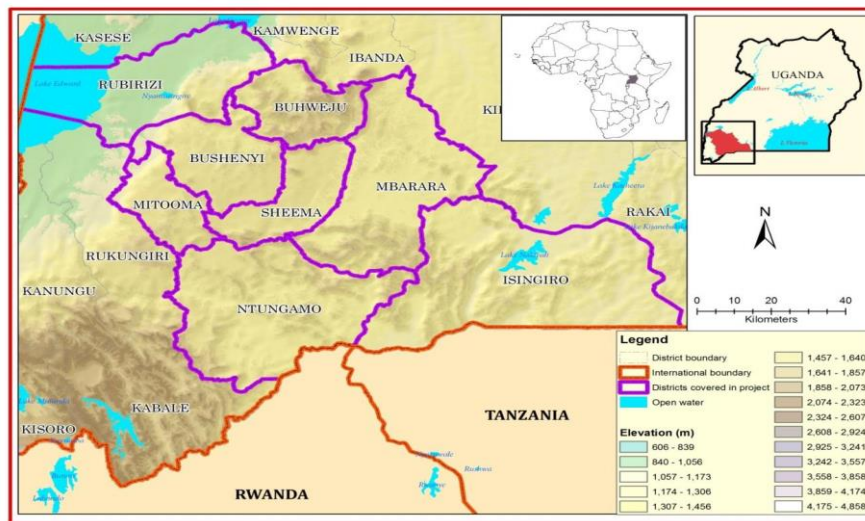 KASESE
KAMWENGE
IBANDA
Lake Edward
RUBIRIZI
BUHWEJU
BUSHENYI
MBARARA
MITOOMA
SHEEMA
RUKUNGIRI
RAKAI
ISINGIRO
KANUNGU
NTUNGAMO
KABALE
KISORO
TANZANIA
RWANDA
UGANDA
N
0 10 20 40
Kilometers
Legend
District boundary
International boundary
Districts covered in project
Open water
Elevation (m)
606 - 839
840 - 1,056
1,057 - 1,173
1,174 - 1,306
1,307 - 1,456
1,457 - 1,640
1,641 - 1,857
1,858 - 2,073
2,074 - 2,323
2,324 - 2,607
2,608 - 2,924
2,925 - 3,241
3,242 - 3,557
3,558 - 3,858
3,859 - 4,174
4,175 - 4,858